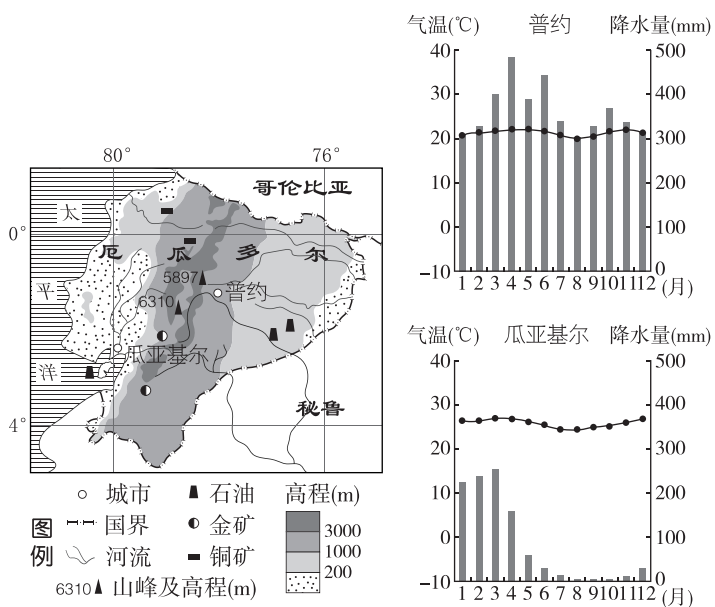 气温(℃) 普约 降水量(mm)
40 500
30 400
20 300
10 200
0 100
-10 0
1 2 3 4 5 6 7 8 9 10 11 12 (月)
80° 76°
哥伦比亚
太
0°
厄 瓜 多 尔
平
5897
普约
6310
瓜亚基尔
洋
秘鲁
4°
气温(℃) 瓜亚基尔 降水量(mm)
40 500
30 400
20 300
10 200
0 100
-10 0
1 2 3 4 5 6 7 8 9 10 11 12 (月)
图例
城市 石油 高程(m)
国界 金矿 3000
河流 铜矿 1000
200
6310 山峰及高程(m)